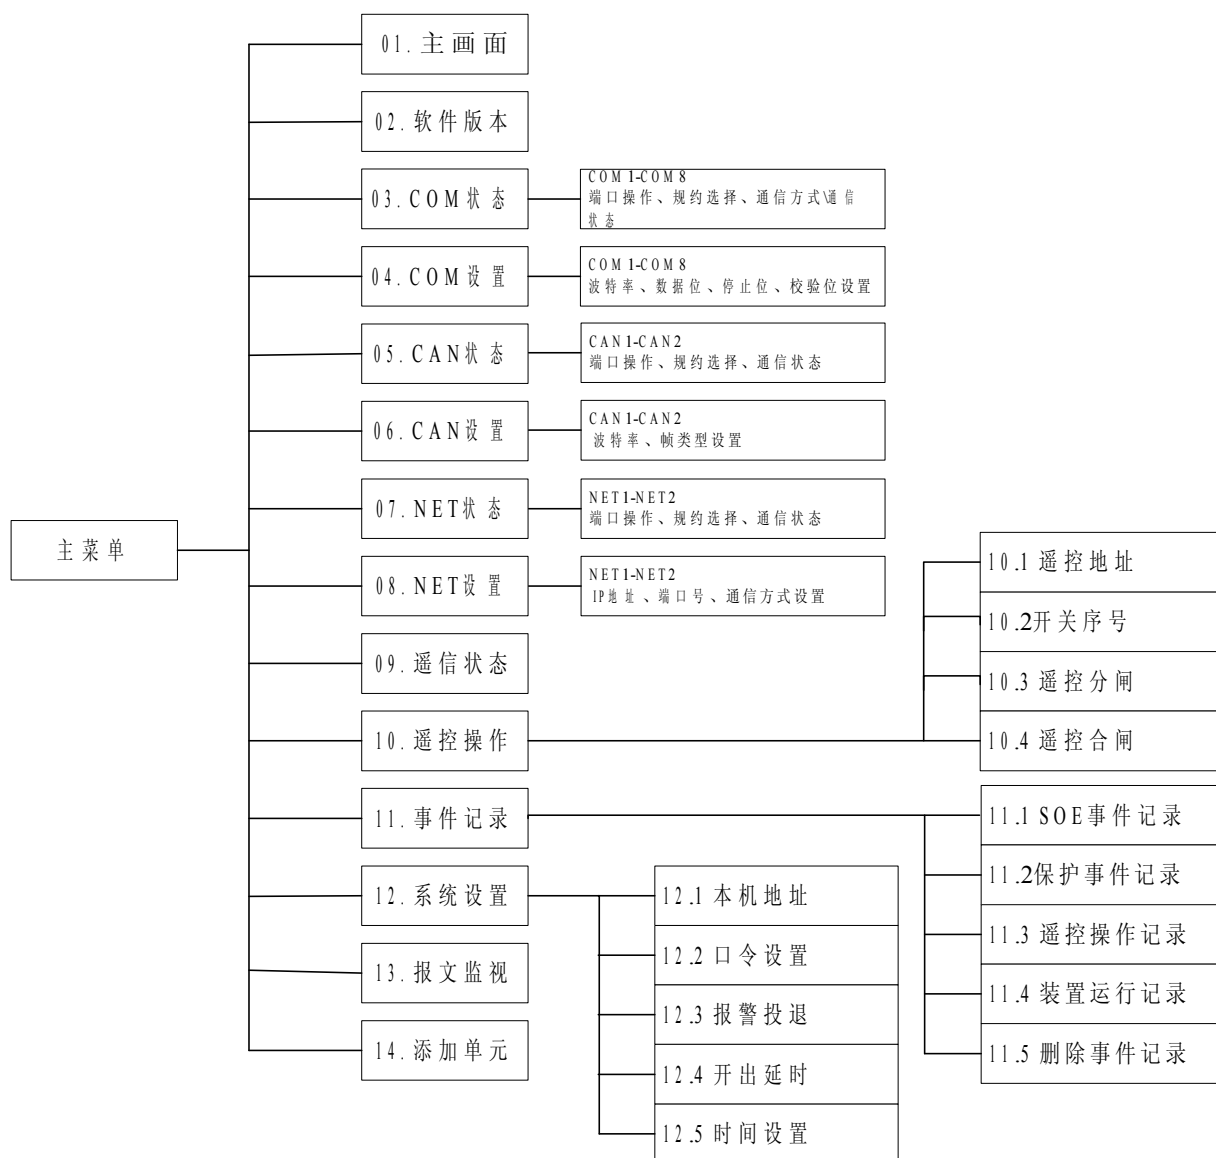 01.主画面
02.软件版本
03.COM状态
COM1-COM8
端口操作、规约选择、通信方式\通信
状态
04.COM设置
COM1-COM8
波特率、数据位、停止位、校验位设置
05.CAN状态
CAN1-CAN2
端口操作、规约选择、通信状态
06.CAN设置
CAN1-CAN2
波特率、帧类型设置
07.NET状态
NET1-NET2
端口操作、规约选择、通信状态
主菜单
08.NET设置
NET1-NET2
IP地址、端口号、通信方式设置
09.遥信状态
10.遥控操作
10.1 遥控地址
10.2开关序号
10.3 遥控分闸
10.4 遥控合闸
11.事件记录
11.1 SOE事件记录
11.2保护事件记录
11.3 遥控操作记录
11.4 装置运行记录
11.5 删除事件记录
12.系统设置
12.1 本机地址
12.2 口令设置
12.3 报警投退
12.4 开出延时
12.5 时间设置
13.报文监视
14.添加单元